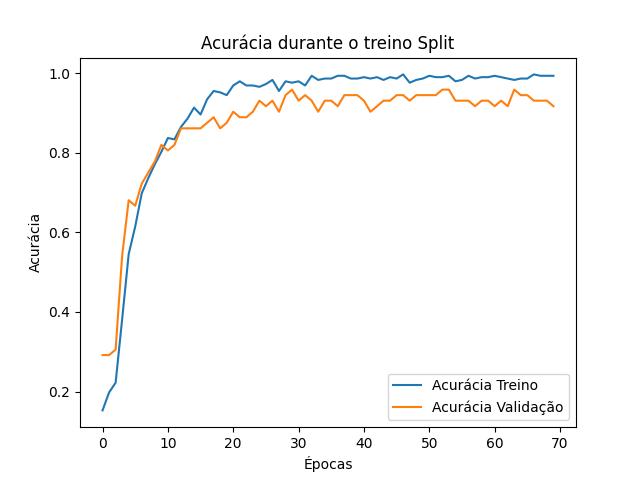 Acurácia durante o treino Split
1.0
0.8
0.6
0.4
0.2
Acurácia
0 10 20 30 40 50 60 70
Épocas
Acurácia Treino
Acurácia Validação